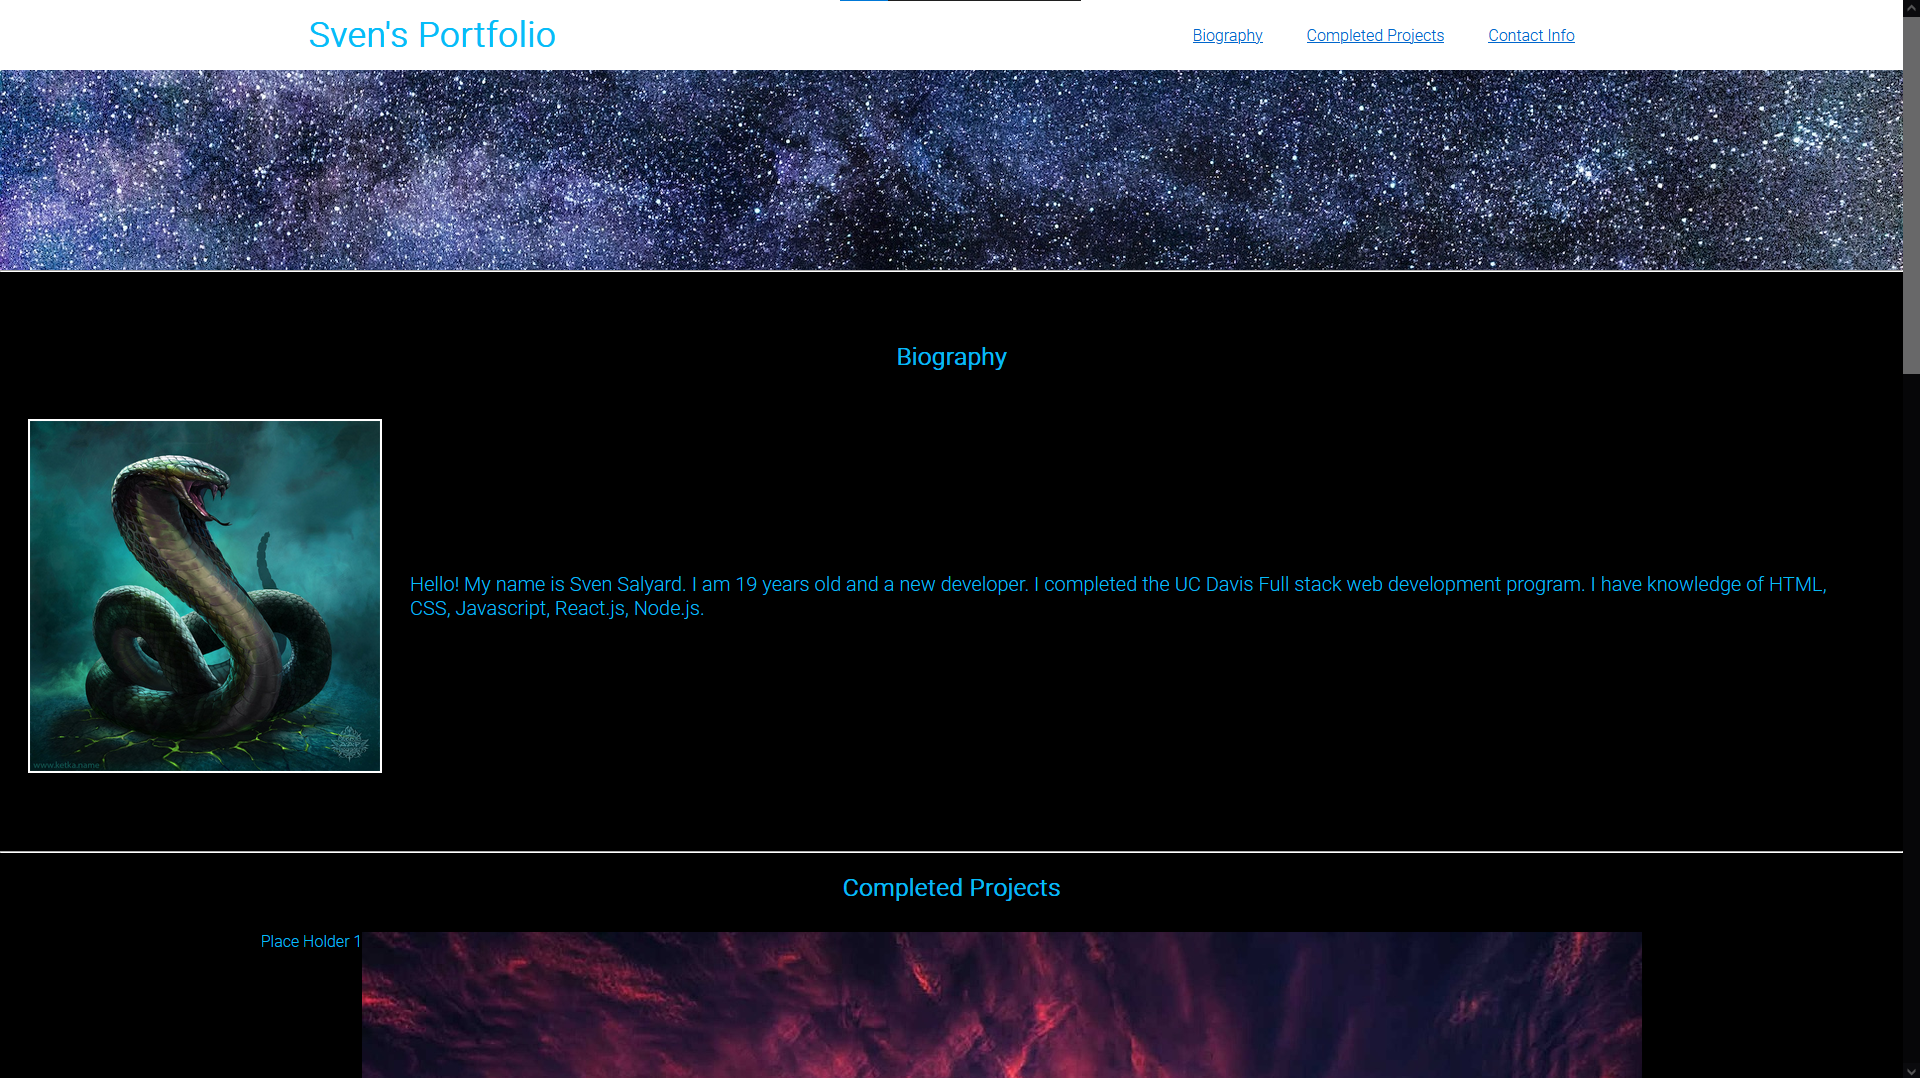 Sven's Portfolio
Biography
Completed Projects
Contact Info
Biography
Hello! My name is Sven Salyard. I am 19 years old and a new developer. I completed the UC Davis Full stack web development program. I have knowledge of HTML,
CSS, Javascript, React.js, Node.js.
www.ketka.name
Completed Projects
Place Holder 1